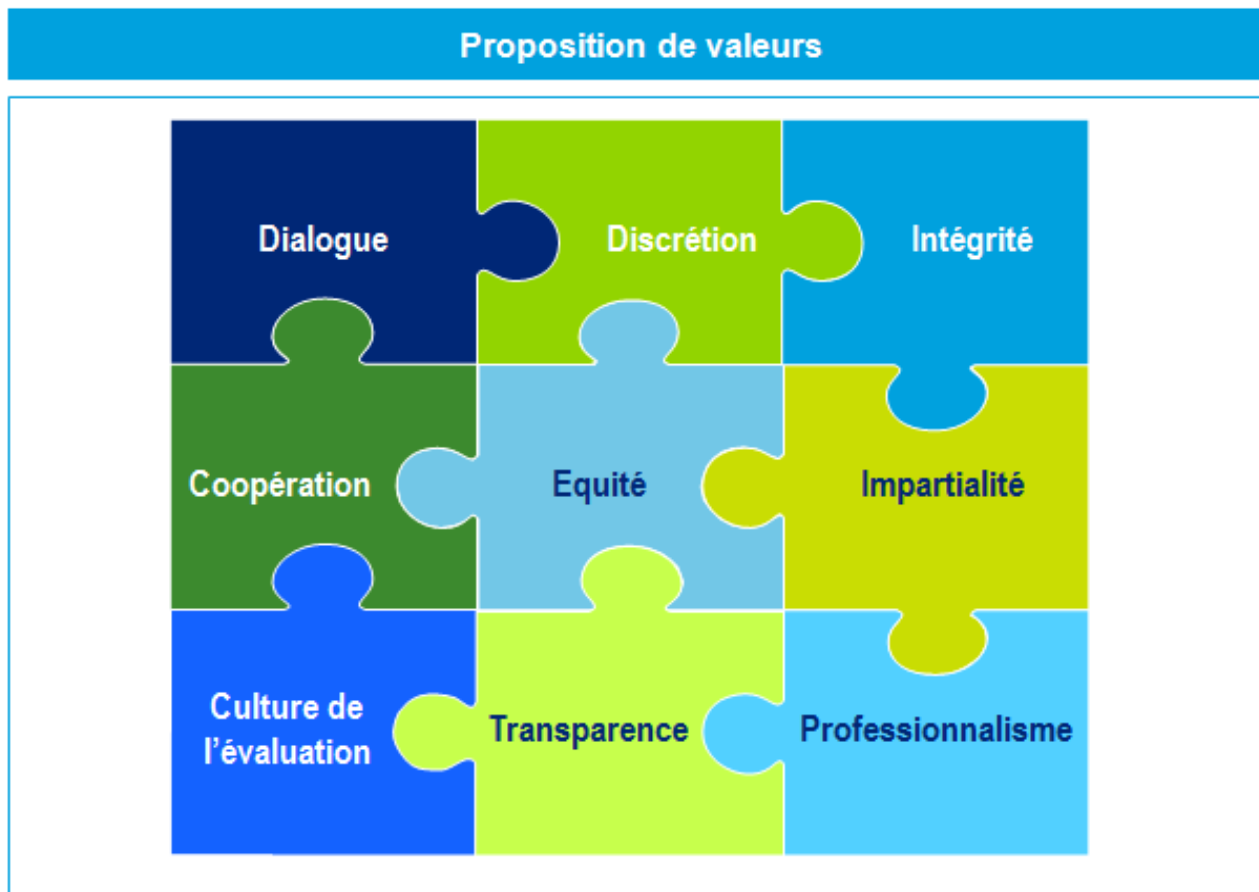 Proposition de valeurs
Dialogue
Discrétion
Intégrité
Coopération
Equité
Impartialité
Culture de
l'évaluation
Transparence
Professionnalisme